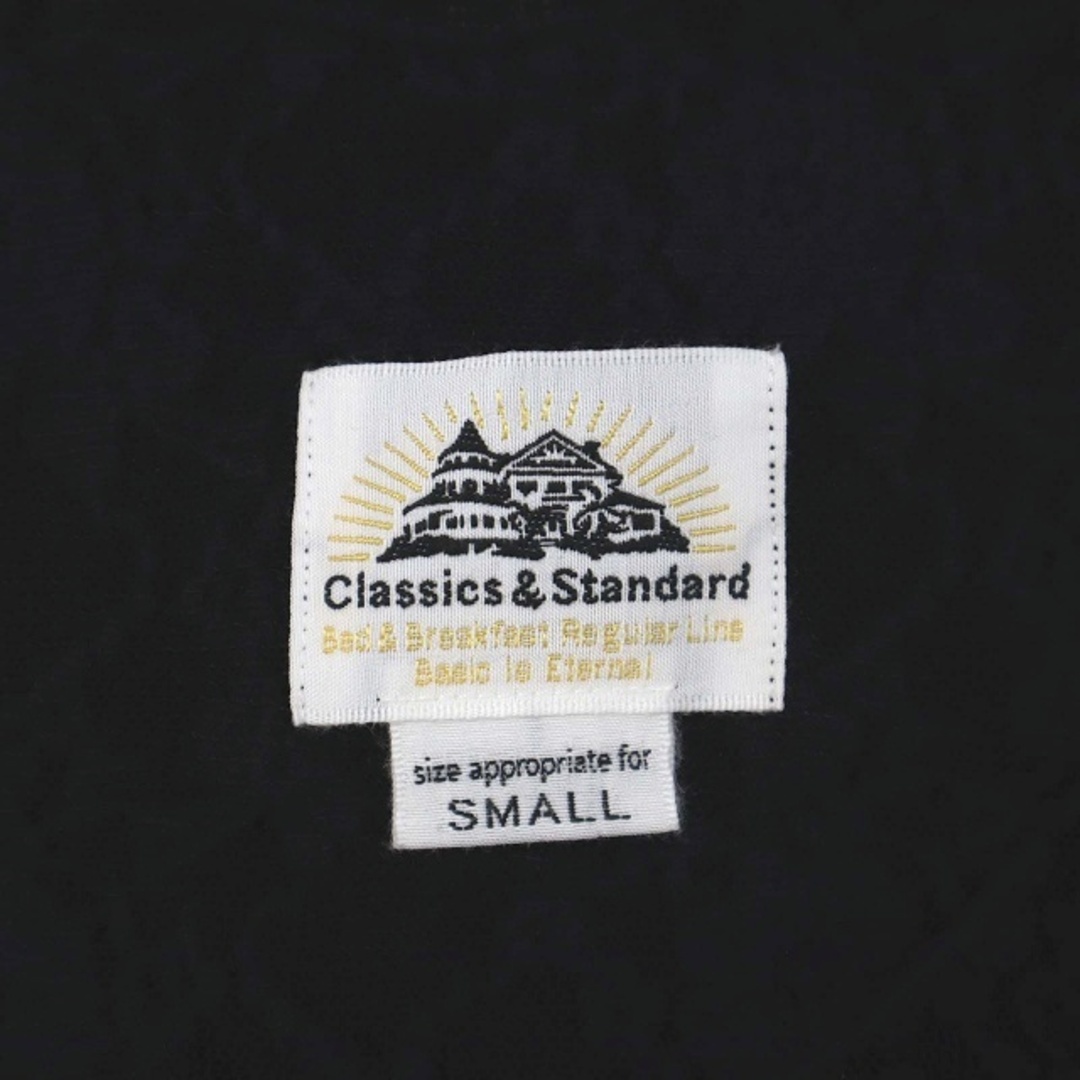 Classics & Standard
Bed & Breakfast Regular Line
Basic is Eternal
size appropriate for
SMALL